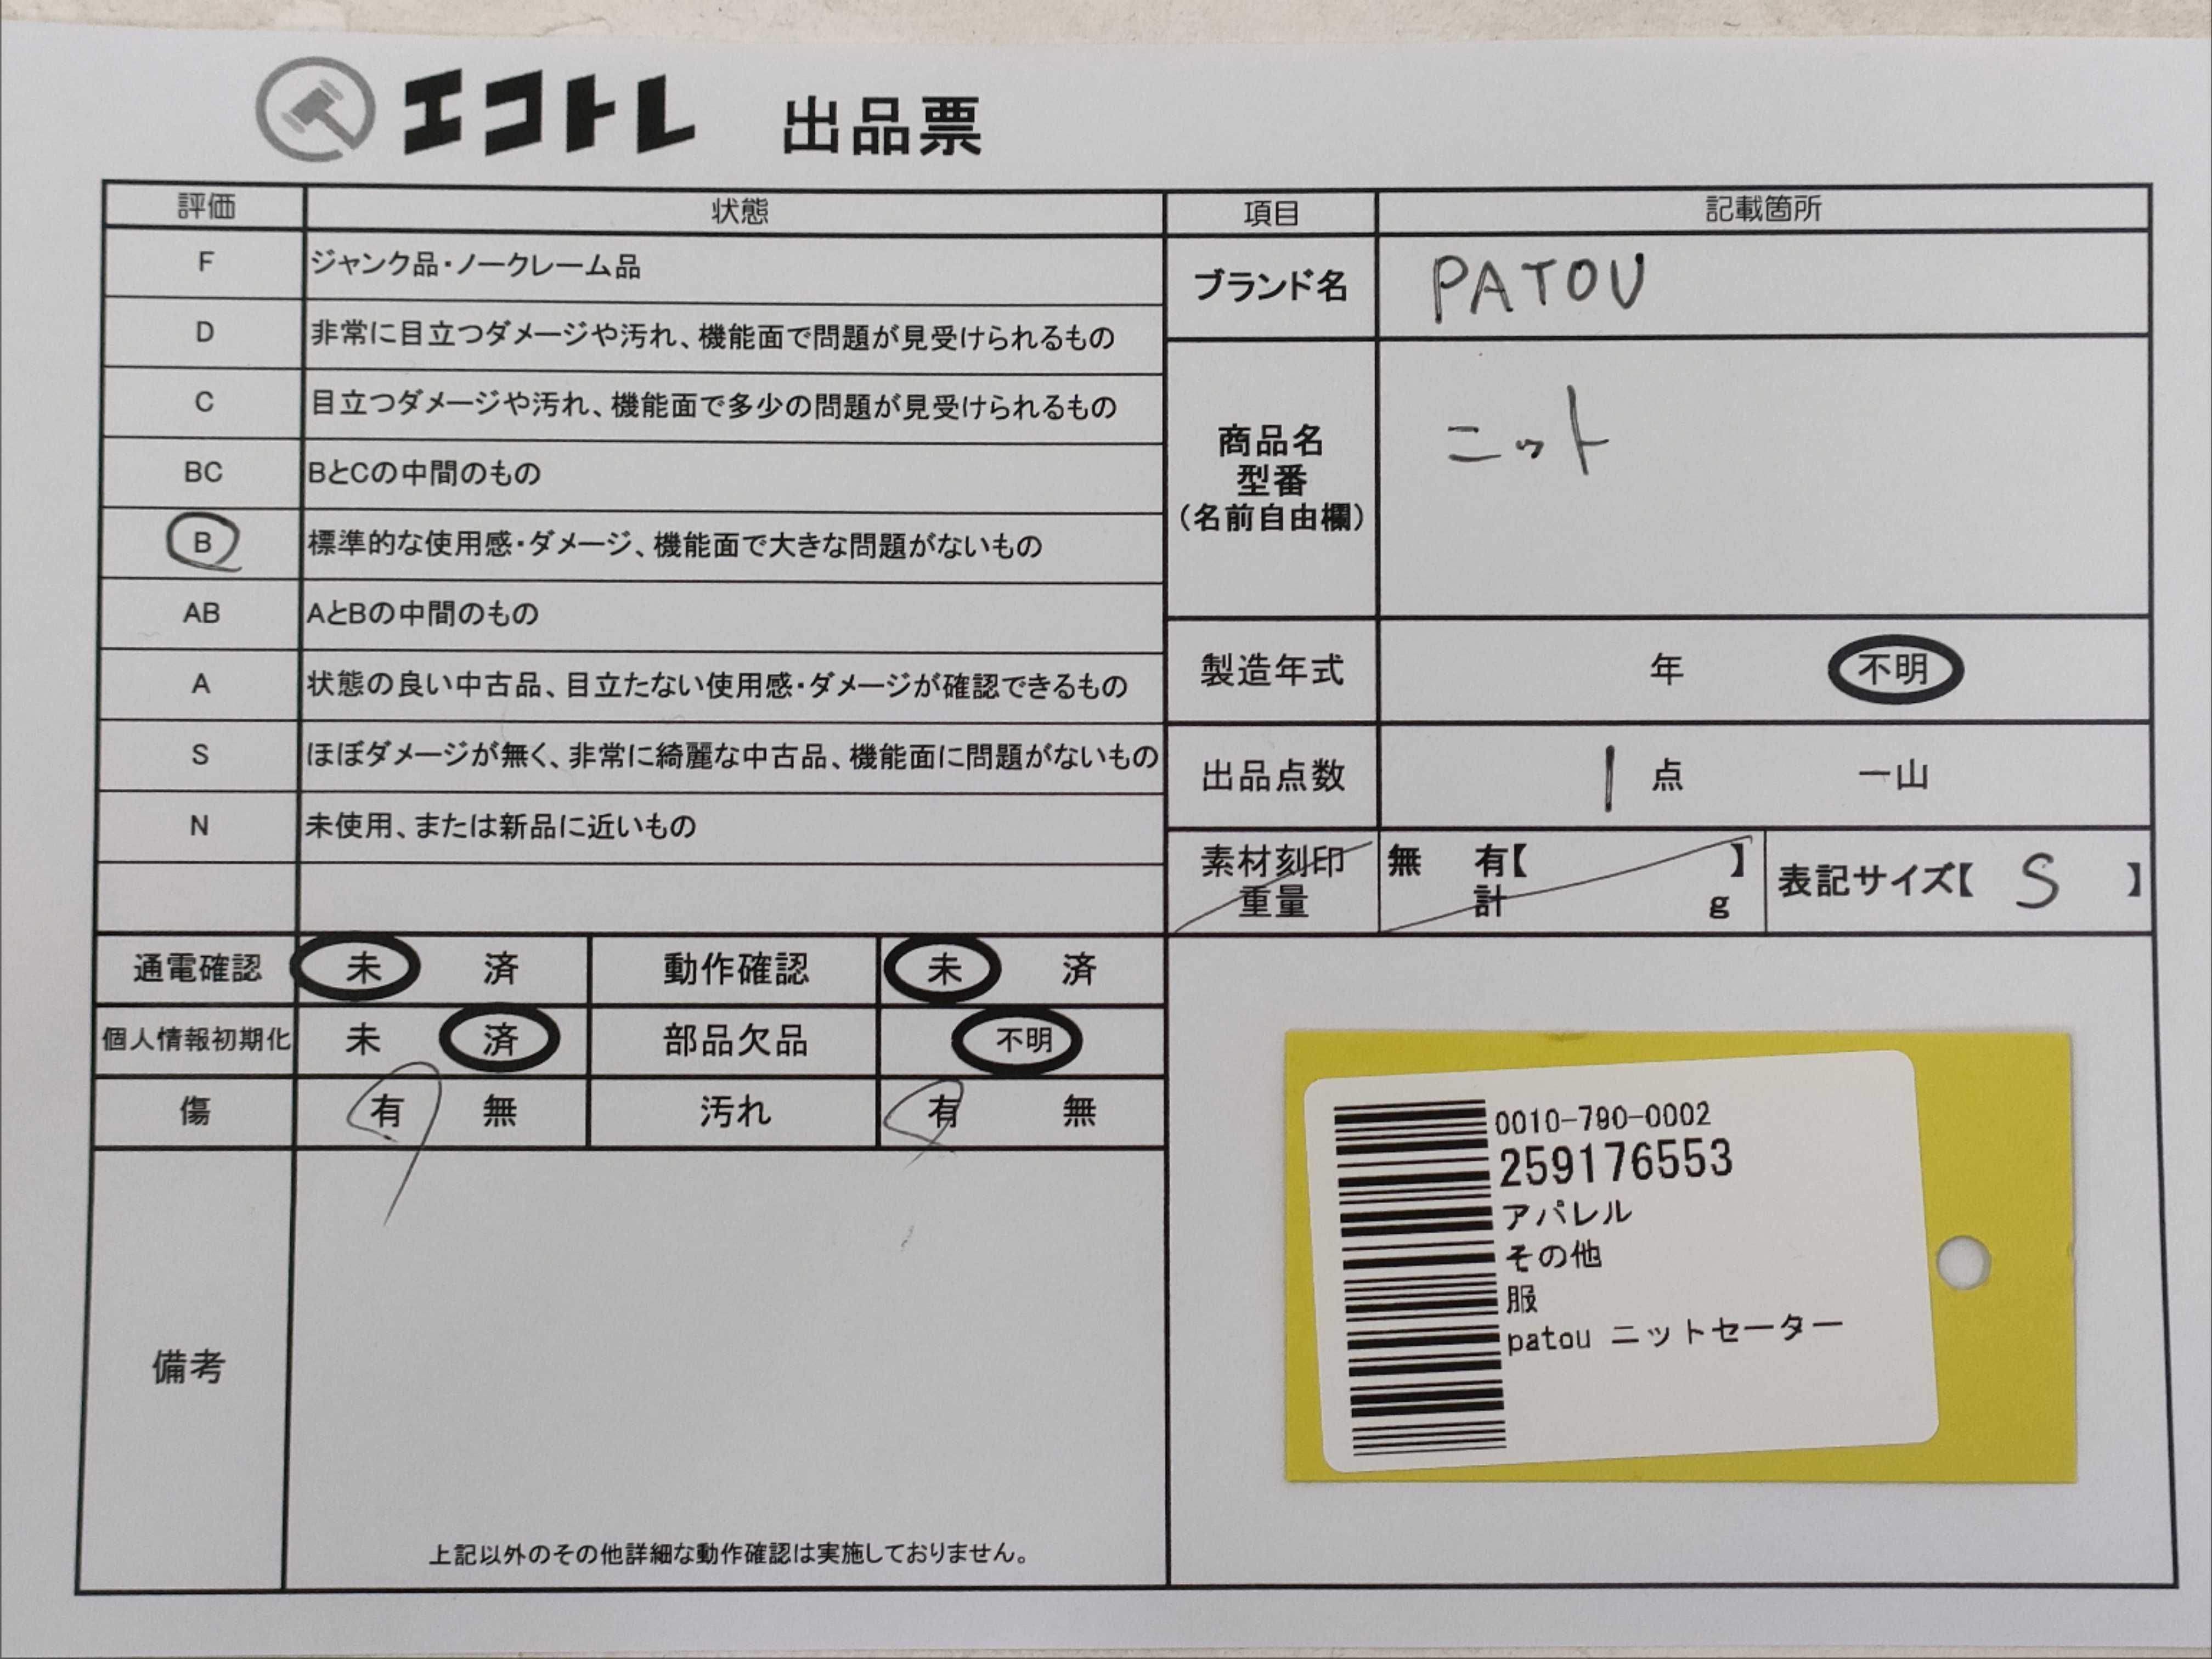 エコトレ 出品票
評価 状態
F ジャンク品・ノークレーム品
D 非常に目立つダメージや汚れ、機能面で問題が見受けられるもの
C 目立つダメージや汚れ、機能面で多少の問題が見受けられるもの
BC BとCの中間のもの
B 標準的な使用感・ダメージ、機能面で大きな問題がないもの
AB AとBの中間のもの
A 状態の良い中古品、目立たない使用感・ダメージが確認できるもの
S ほぼダメージが無く、非常に綺麗な中古品、機能面に問題がないもの
N 未使用、または新品に近いもの
通電確認 未 済 動作確認 未 済
個人情報初期化 未 済 部品欠品 不明
傷 有 無 汚れ 有 無
備考
上記以外のその他詳細な動作確認は実施しておりません。
項目 記載箇所
ブランド名 PATOU
商品名
型番
(名前自由欄)
ニット
製造年式 年 不明
出品点数 1 点 一山
素材刻印 無 有【 】
重量 計 g
表記サイズ【 S 】
0010-790-0002
259176553
アパレル
その他
服
patou ニットセーター